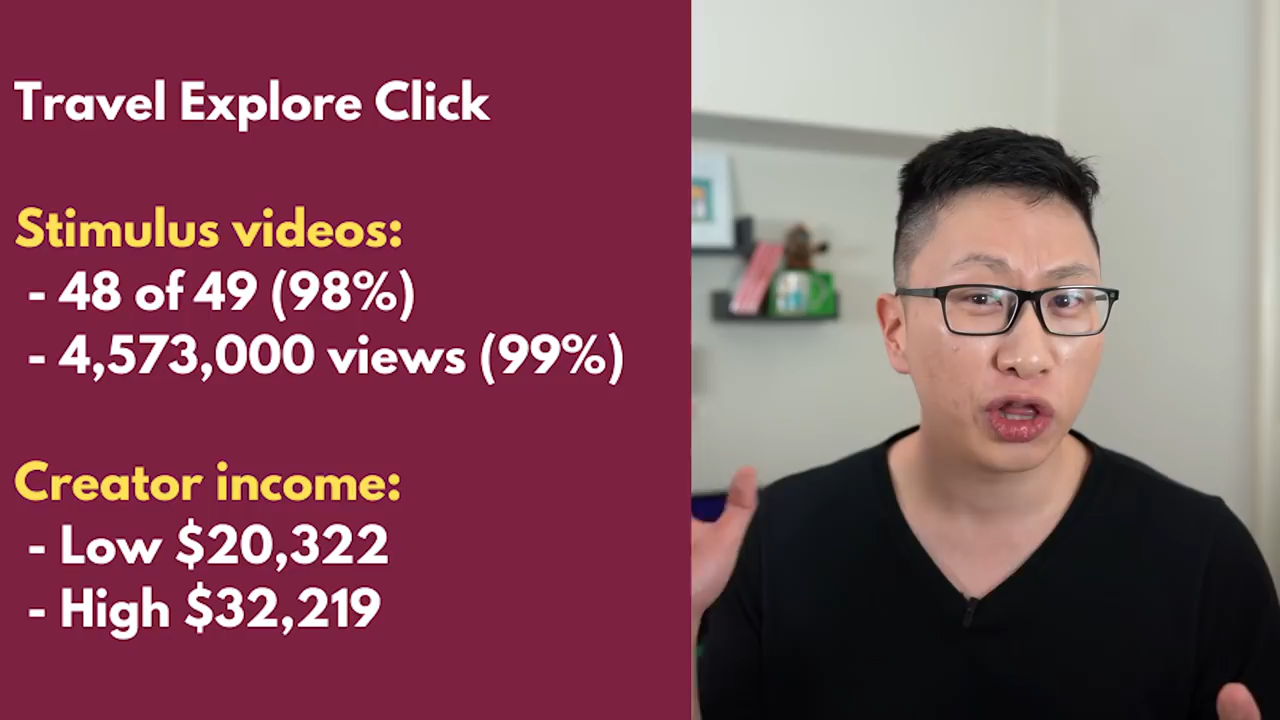 Travel Explore Click
Stimulus videos:
- 48 of 49 (98%)
- 4,573,000 views (99%)
Creator income:
- Low $20,322
- High $32,219